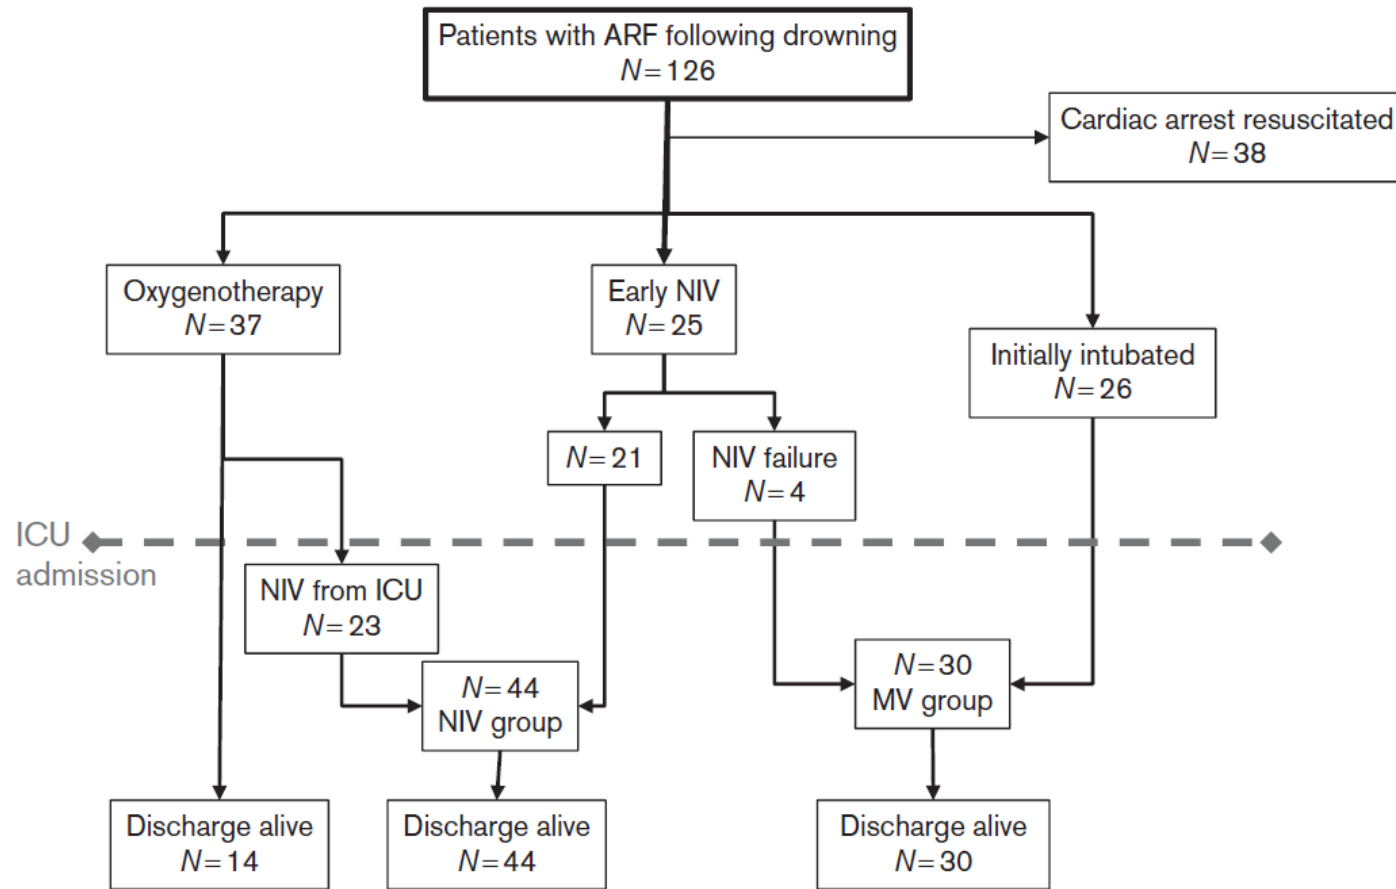 Patients with ARF following drowning
N=126
Cardiac arrest resuscitated
N=38
Oxygenotherapy
N=37
Early NIV
N=25
Initially intubated
N=26
N=21
NIV failure
N=4
ICU
admission
NIV from ICU
N=23
N=44
NIV group
N=30
MV group
Discharge alive
N=14
Discharge alive
N=44
Discharge alive
N=30